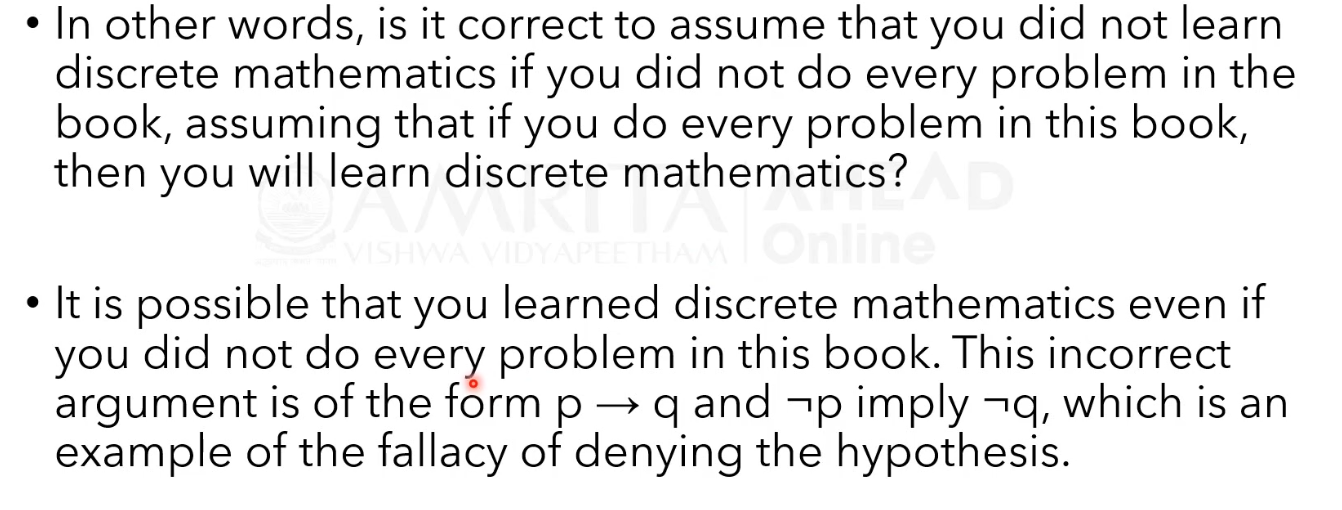 • In other words, is it correct to assume that you did not learn
discrete mathematics if you did not do every problem in the
book, assuming that if you do every problem in this book,
then you will learn discrete mathematics?
AMRITA | AHEAD
VISHWA VIDYAPEETHAM | Online
• It is possible that you learned discrete mathematics even if
you did not do every problem in this book. This incorrect
argument is of the form p → q and ¬p imply ¬q, which is an
example of the fallacy of denying the hypothesis.